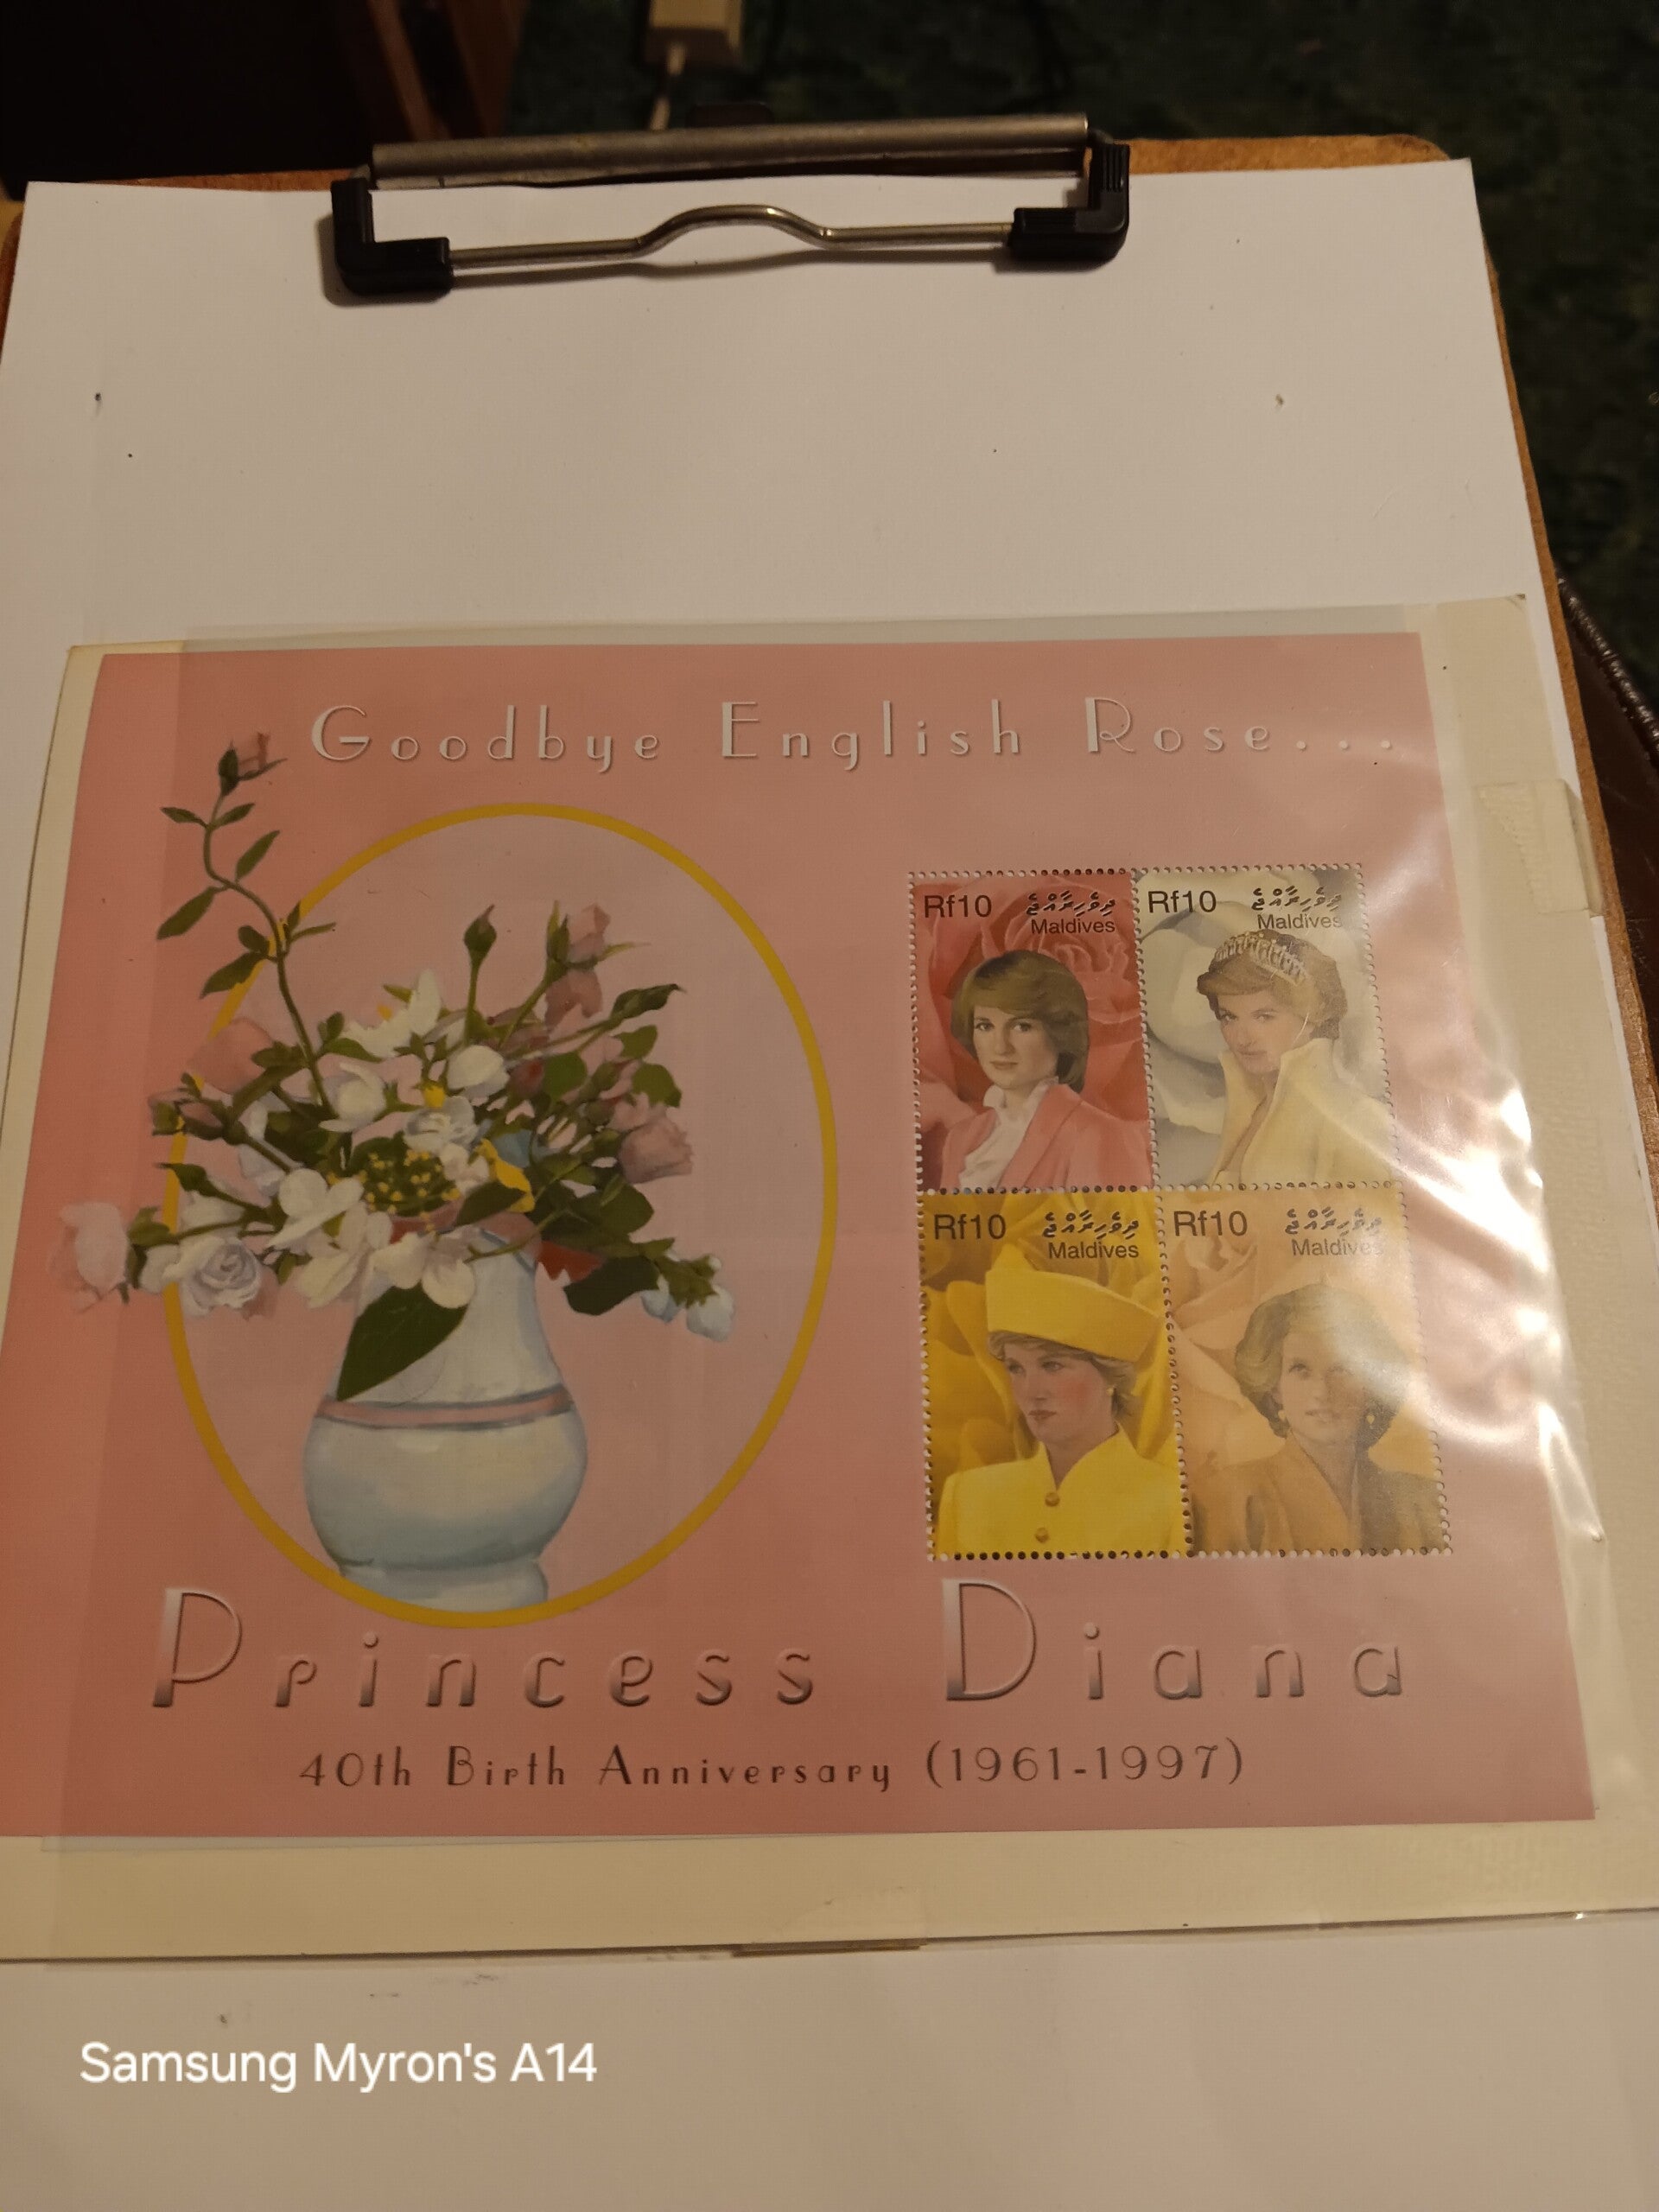 Goodbye English Rose...
Rf10 ދިވެހިރާއްޖެ
Maldives
Rf10 ދިވެހިރާއްޖެ
Maldives
Rf10 ދިވެހިރާއްޖެ
Maldives
Rf10 ދިވެހިރާއްޖެ
Maldives
Princess Diana
40th Birth Anniversary (1961-1997)
Samsung Myron's A14